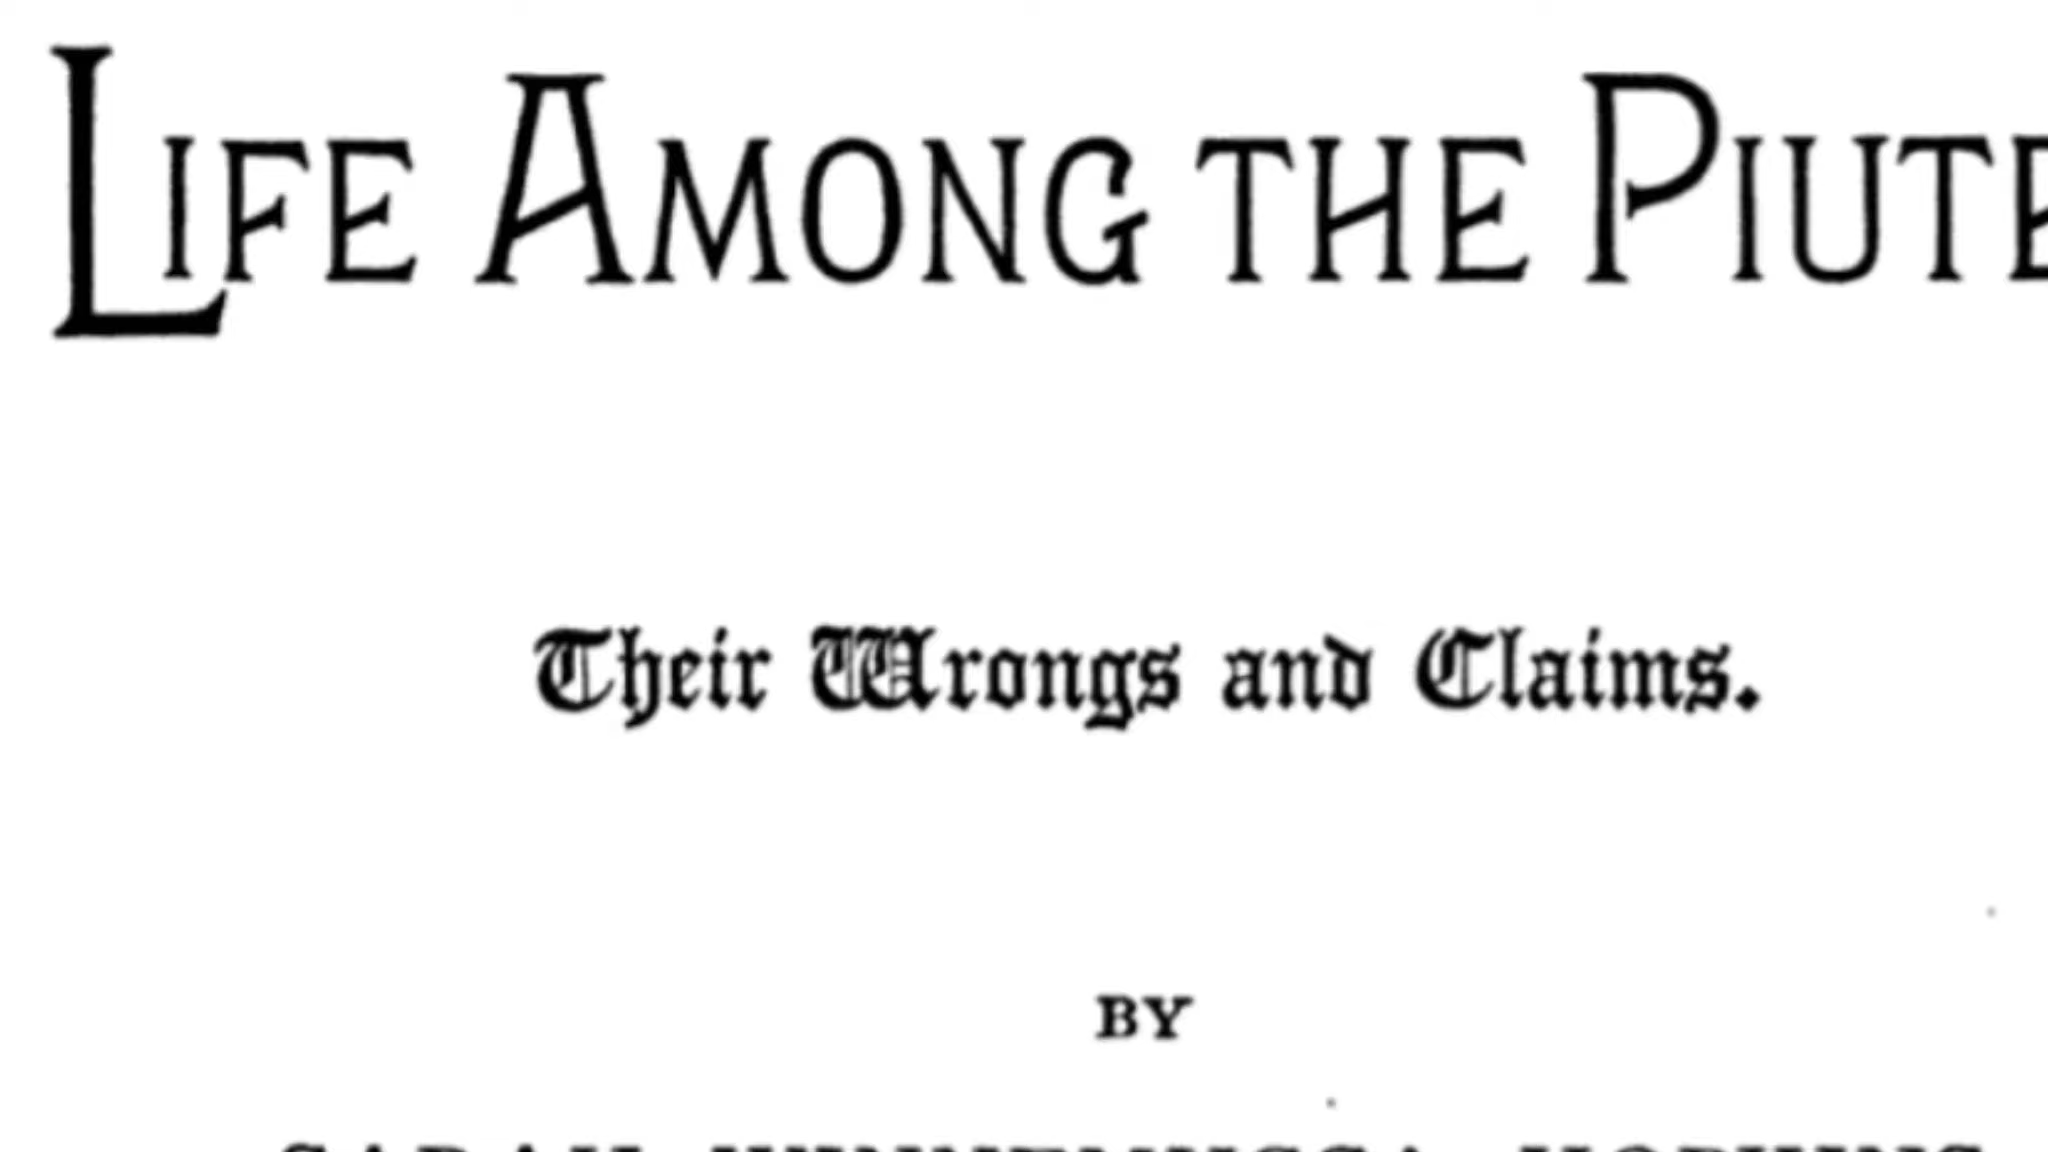 LIFE AMONG THE PIUTE
Their Wrongs and Claims.
BY